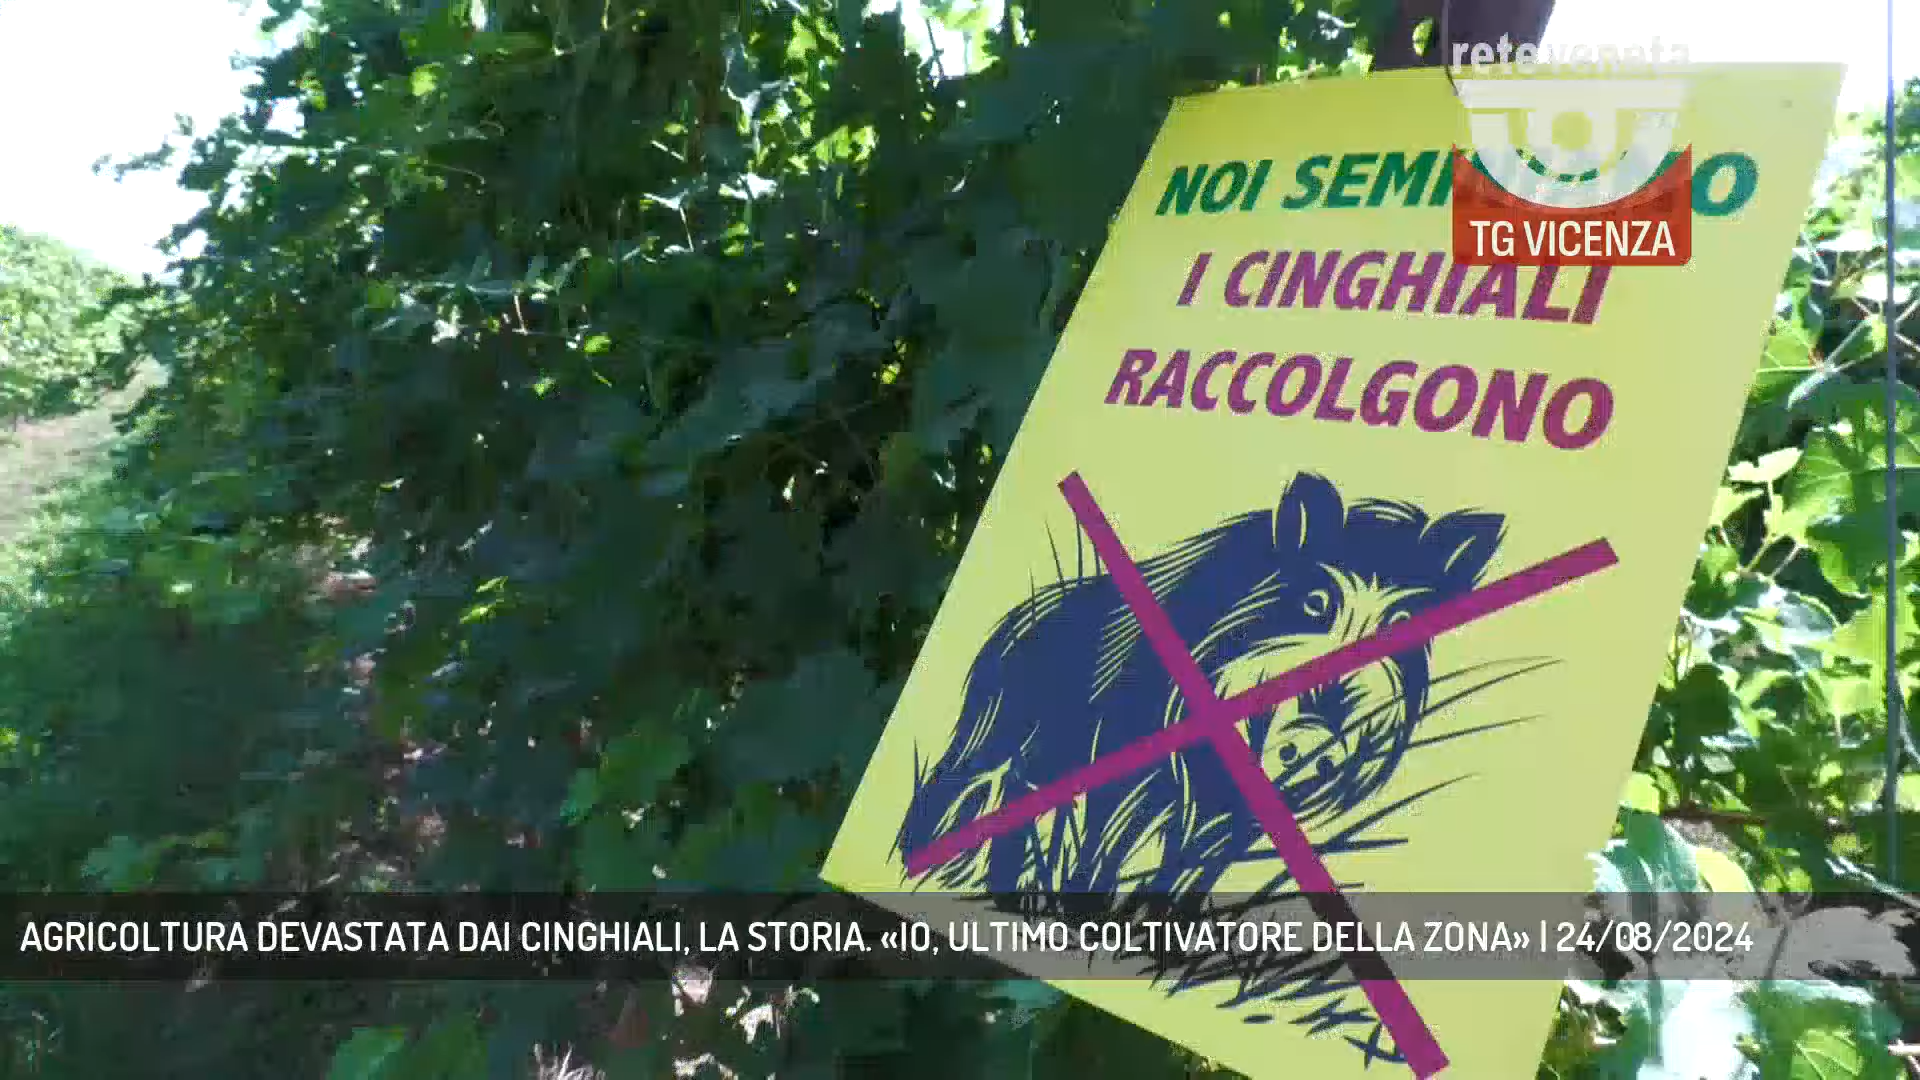 reteveneta
NOI SEMINIAMO
I CINGHIALI
RACCOLGONO
TG VICENZA
AGRICOLTURA DEVASTATA DAI CINGHIALI, LA STORIA. «IO, ULTIMO COLTIVATORE DELLA ZONA» | 24/08/2024